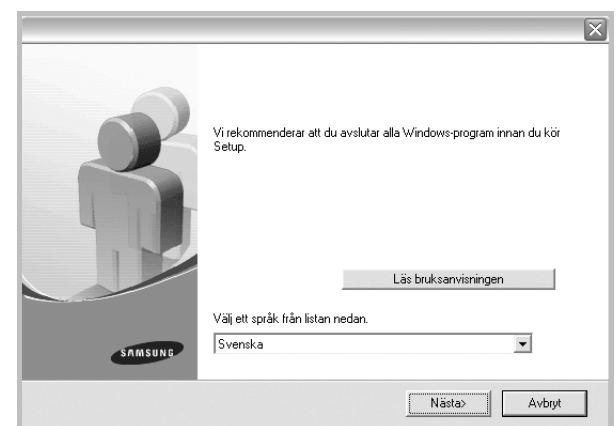 Vi rekommenderar att du avslutar alla Windows-program innan du kör
Setup.
Läs bruksanvisningen
Välj ett språk från listan nedan.
SAMSUNG
Svenska
Nästa>
Avbryt